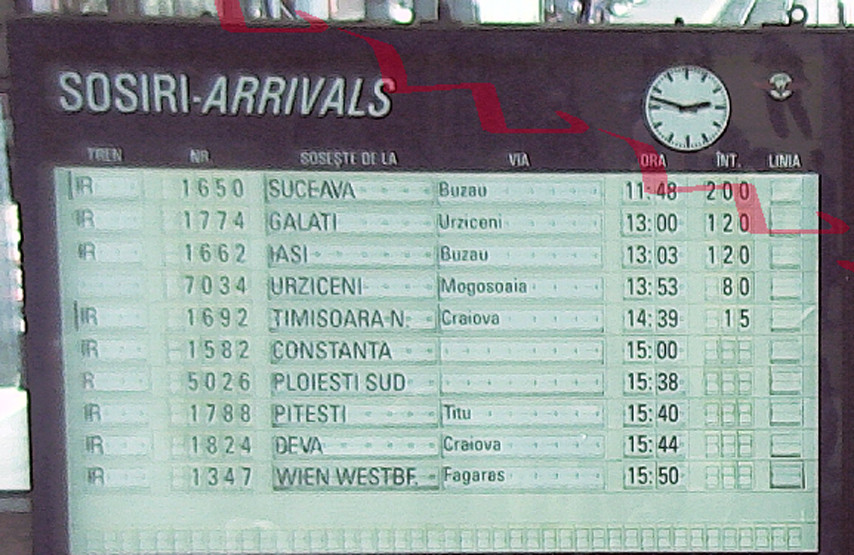 SOSIRI-ARRIVALS
TREN NR. SOSEȘTE DE LA VIA ORA ÎNT. LINIA
IR 1650 SUCEAVA Buzau 11:48 200
IR 1774 GALATI Urziceni 13:00 120
IR 1662 IASI Buzau 13:03 120
7034 URZICENI Mogosoaia 13:53 80
IR 1692 TIMISOARA N. Craiova 14:39 15
IR 1582 CONSTANTA 15:00
R 5026 PLOIESTI SUD 15:38
IR 1788 PITESTI Titu 15:40
IR 1824 DEVA Craiova 15:44
IR 1347 WIEN WESTBF. Fagaras 15:50